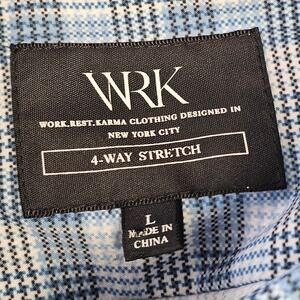 WRK
WORK.REST.KARMA CLOTHING DESIGNED IN
NEW YORK CITY
4-WAY STRETCH
L
MADE IN
CHINA